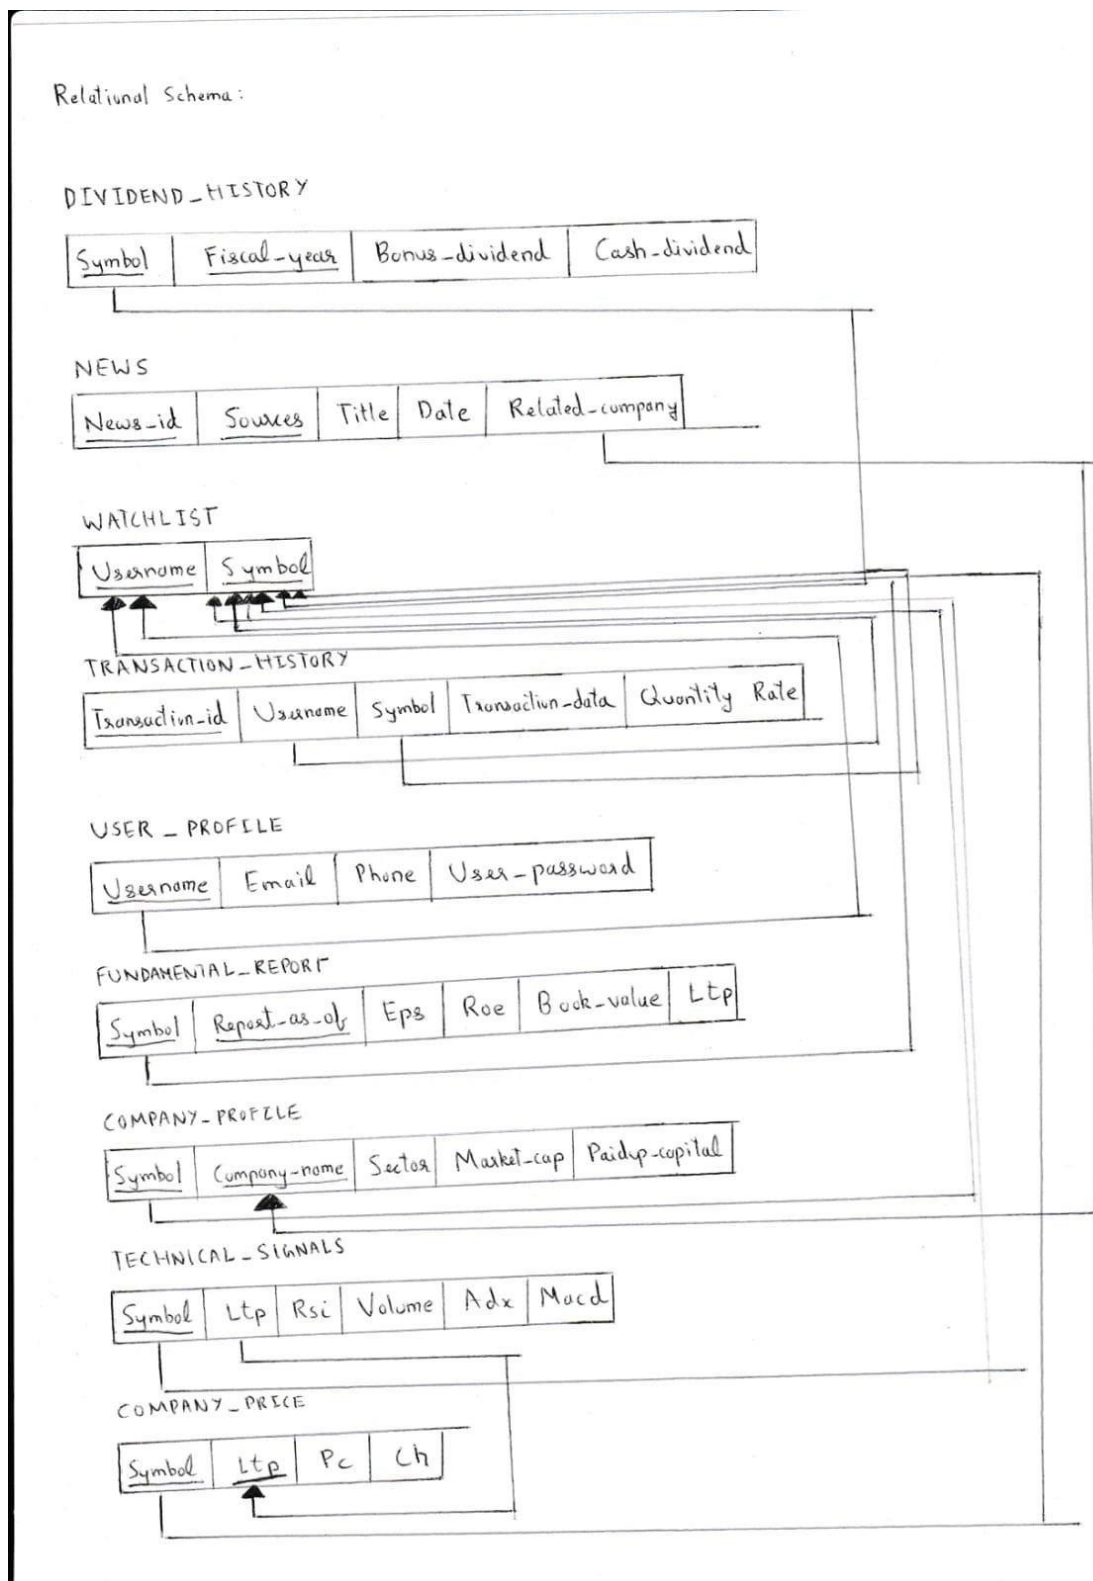 Relational Schema:
DIVIDEND_HISTORY
Symbol Fiscal-year Bonus-dividend Cash-dividend
NEWS
News-id Sources Title Date Related-company
WATCHLIST
Username Symbol
TRANSACTION-HISTORY
Transaction-id Username Symbol Transaction-data Quantity Rate
USER_PROFILE
Username Email Phone User-password
FUNDAMENTAL_REPORT
Symbol Report-as-of Eps Roe Book-value Ltp
COMPANY-PROFILE
Symbol Company-name Sector Market-cap Paidup-capital
TECHNICAL_SIGNALS
Symbol Ltp Rsi Volume Adx Macd
COMPANY_PRICE
Symbol Ltp Pc Ch